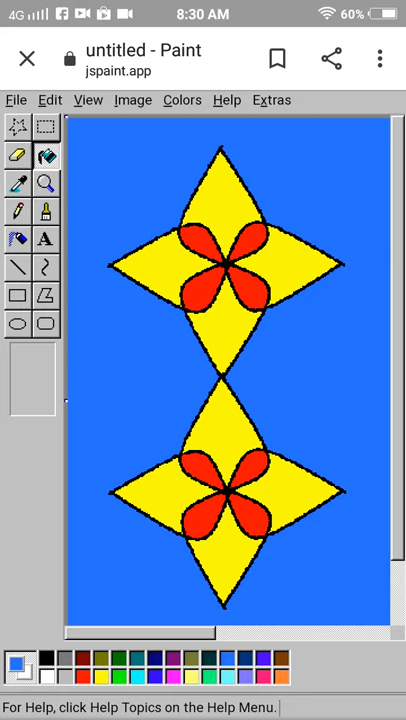 4G 8:30 AM 60%
untitled - Paint
jspaint.app
File Edit View Image Colors Help Extras
A
For Help, click Help Topics on the Help Menu.